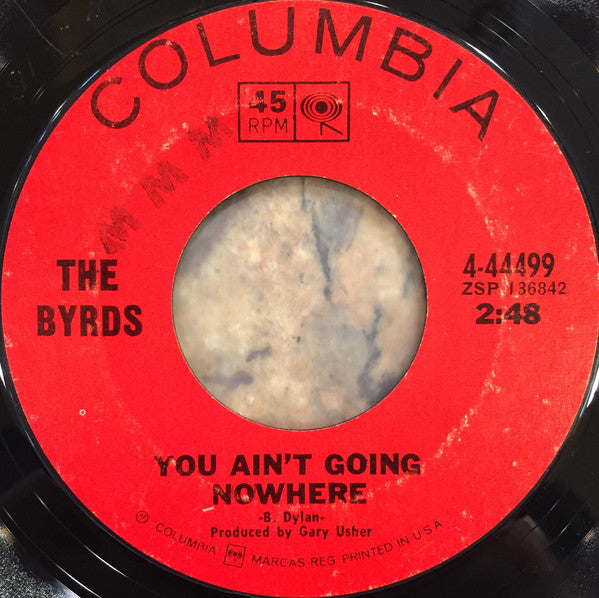 COLUMBIA
45
RPM
M M M
THE
BYRDS
4-44499
ZSP 136842
2:48
YOU AIN'T GOING
NOWHERE
-B. Dylan-
Produced by Gary Usher
® "COLUMBIA" MARCAS REG. PRINTED IN U.S.A.